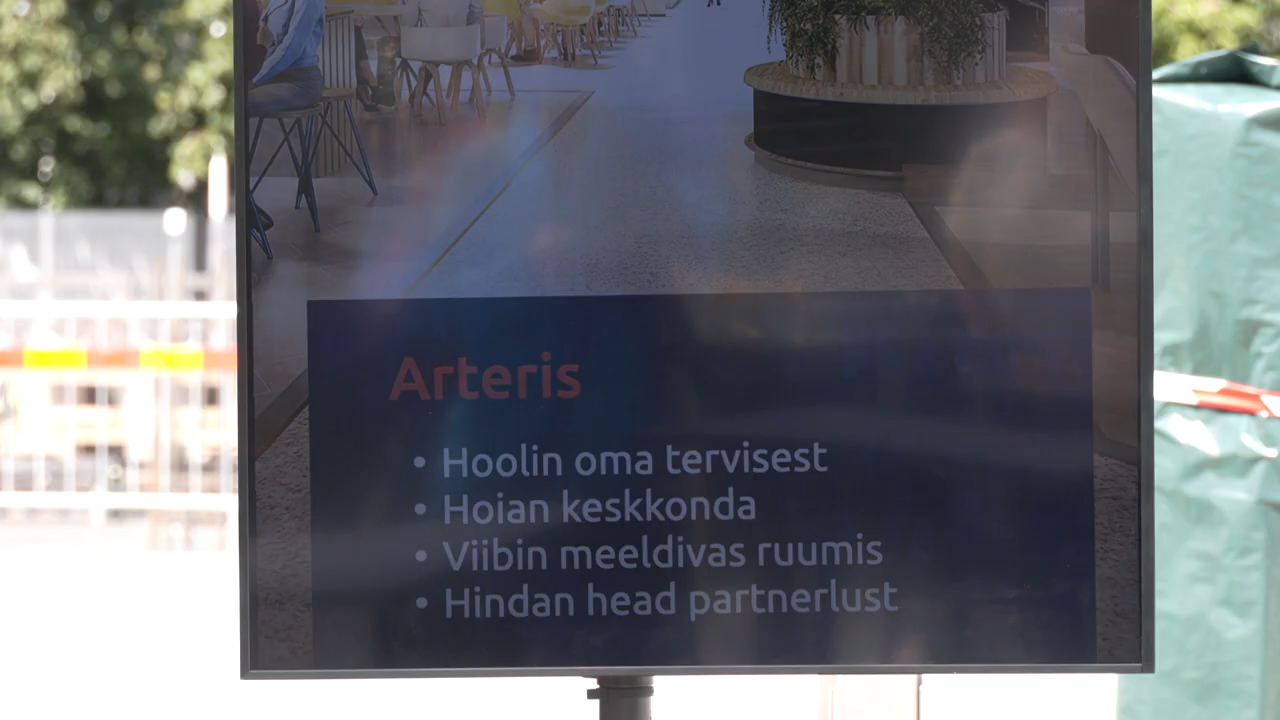 Arteris
• Hoolin oma tervisest
• Hoian keskkonda
• Viibin meeldivas ruumis
• Hindan head partnerlust